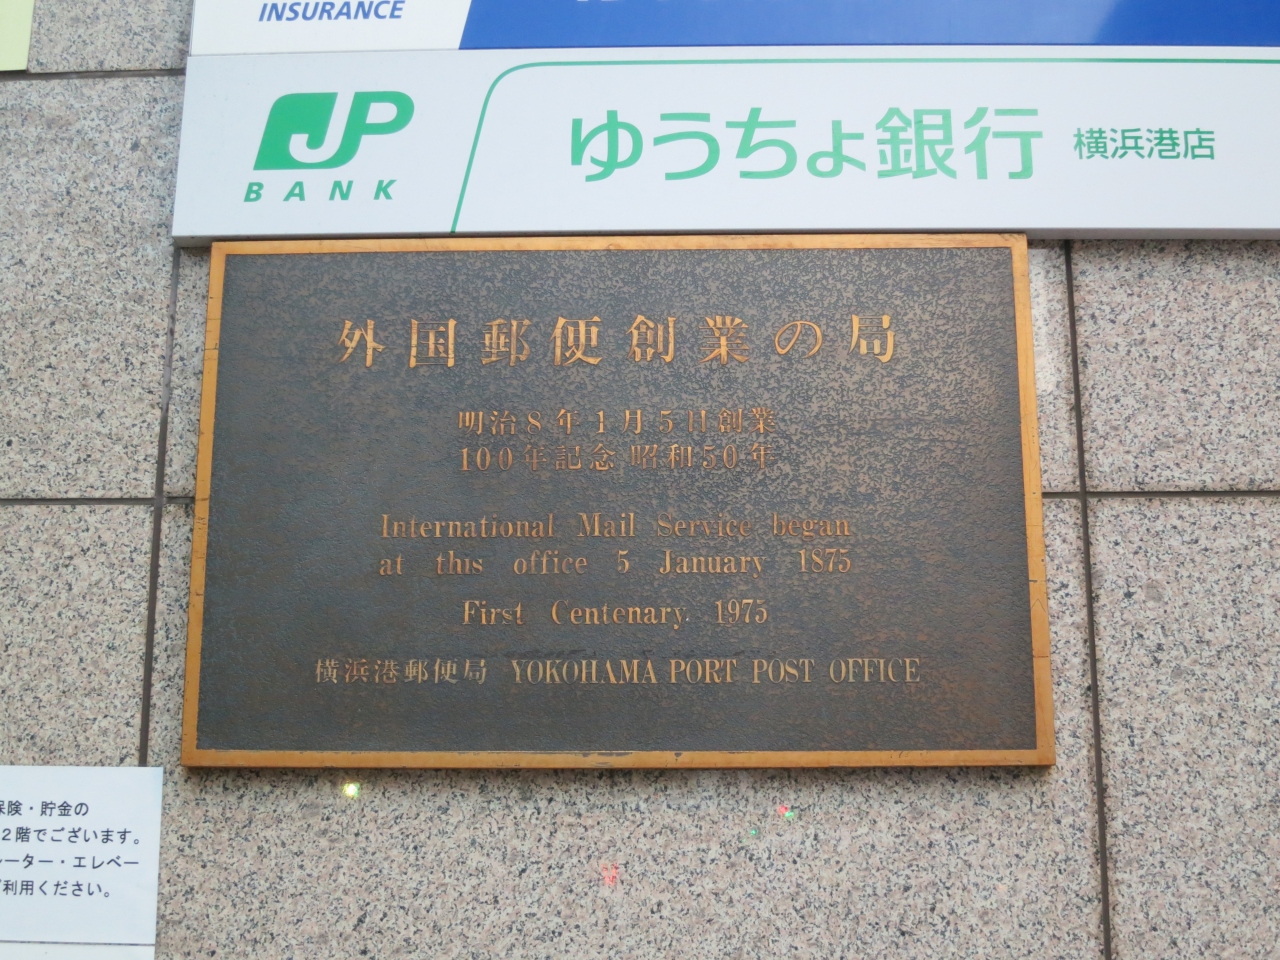 INSURANCE
JP
BANK
ゆうちょ銀行 横浜港店
外国郵便創業の局
明治8年1月5日創業
100年記念 昭和50年
International Mail Service began
at this office 5 January 1875
First Centenary. 1975
横浜港郵便局 YOKOHAMA PORT POST OFFICE
保険・貯金の
2階でございます。
ーター・エレベー
利用ください。